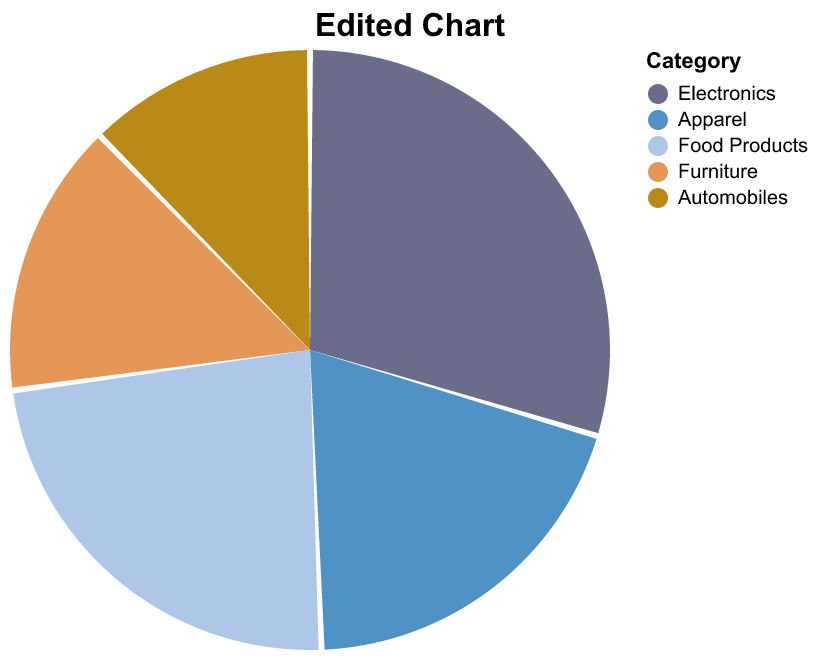 Edited Chart
Category
Electronics
Apparel
Food Products
Furniture
Automobiles